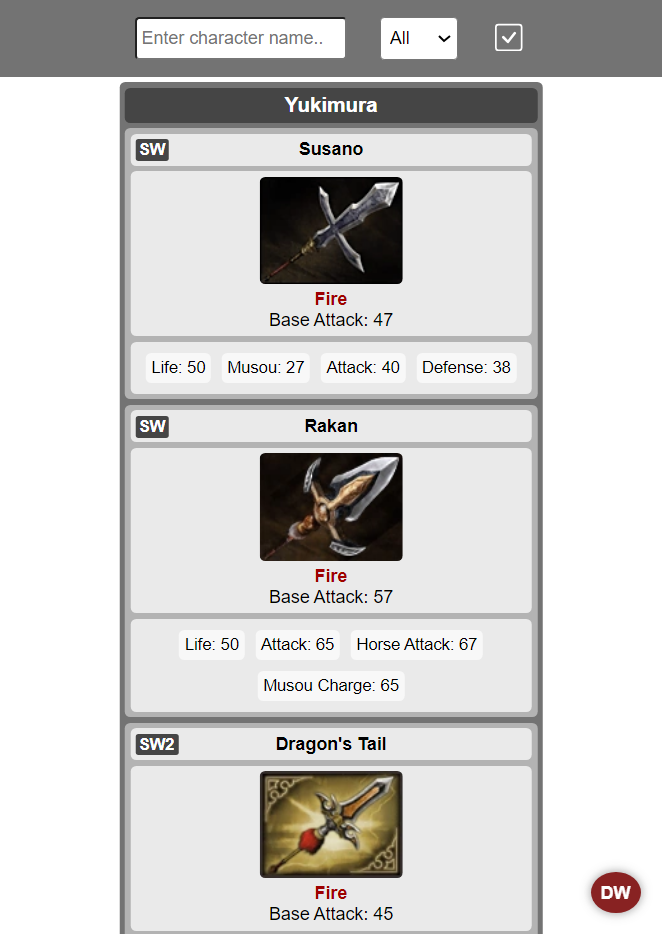 Enter character name..
All
Yukimura
SW
Susano
Fire
Base Attack: 47
Life: 50 Musou: 27 Attack: 40 Defense: 38
SW
Rakan
Fire
Base Attack: 57
Life: 50 Attack: 65 Horse Attack: 67
Musou Charge: 65
SW2
Dragon's Tail
Fire
Base Attack: 45
DW